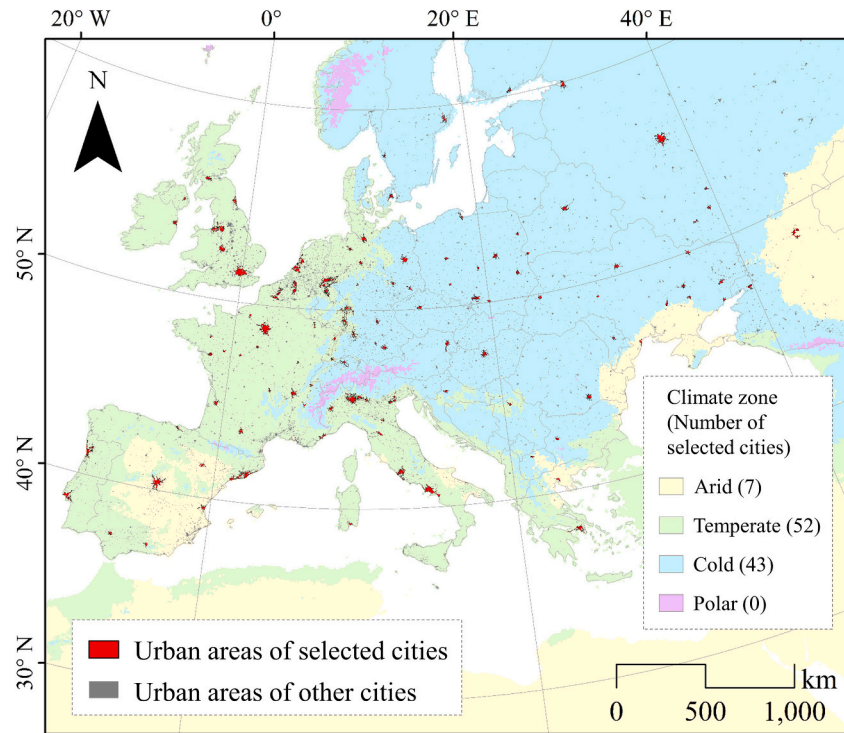 20° W
0°
20° E
40° E
N
50° N
40° N
30° N
Climate zone
(Number of
selected cities)
Arid (7)
Temperate (52)
Cold (43)
Polar (0)
Urban areas of selected cities
Urban areas of other cities
km
0
500
1,000